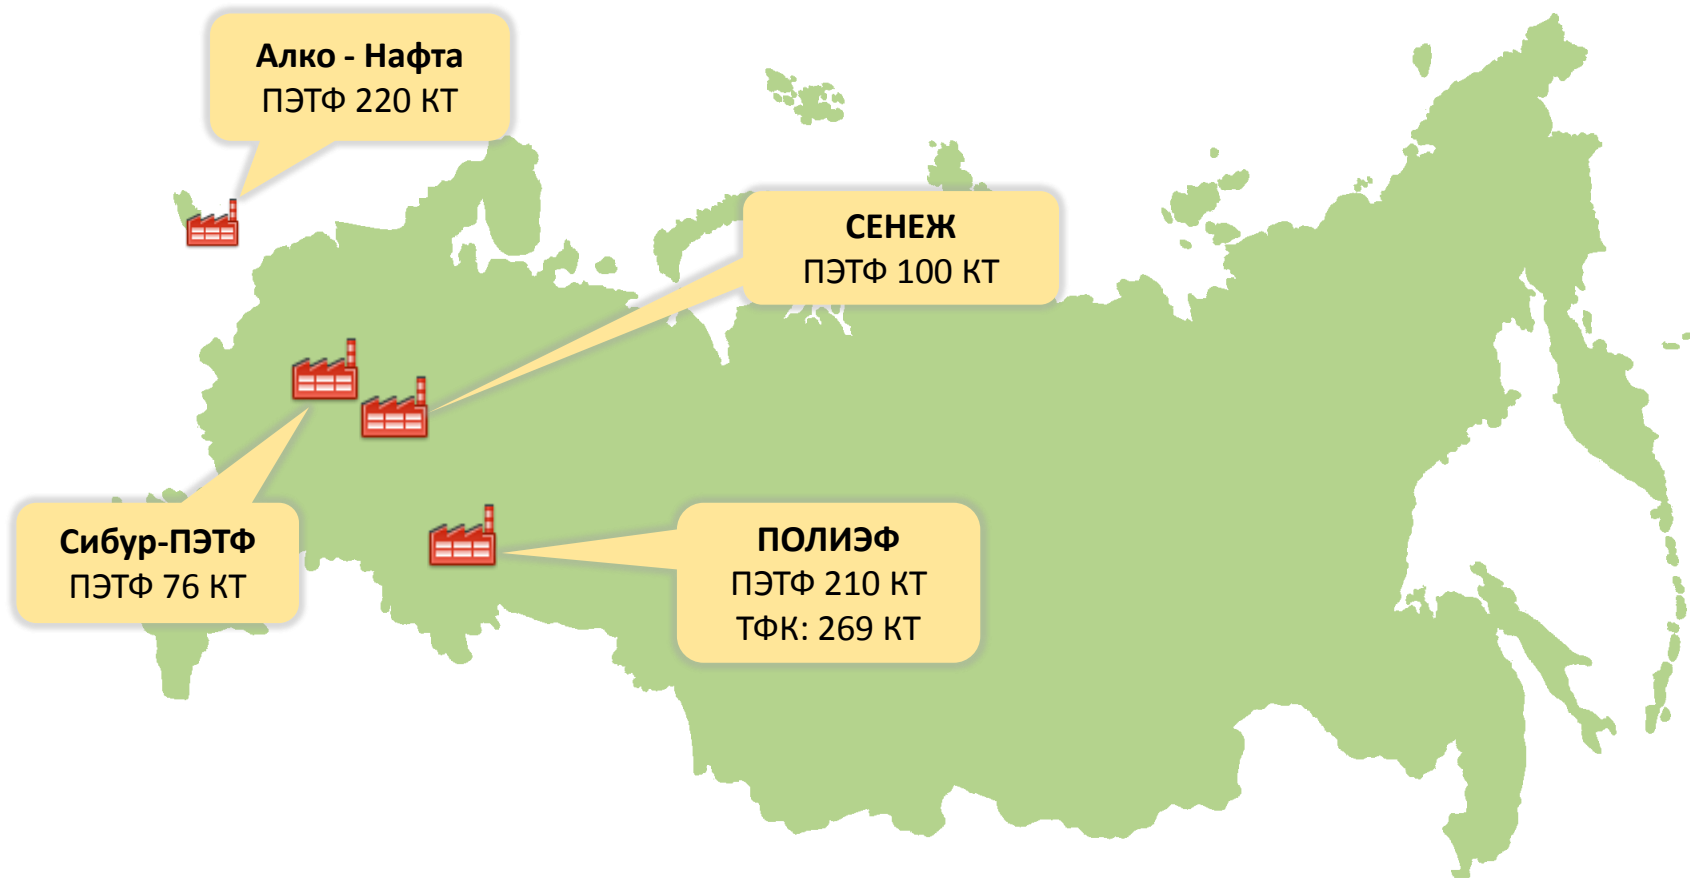 Алко - Нафта
ПЭТФ 220 КТ
СЕНЕЖ
ПЭТФ 100 КТ
Сибур-ПЭТФ
ПЭТФ 76 КТ
ПОЛИЭФ
ПЭТФ 210 КТ
ТФК: 269 КТ